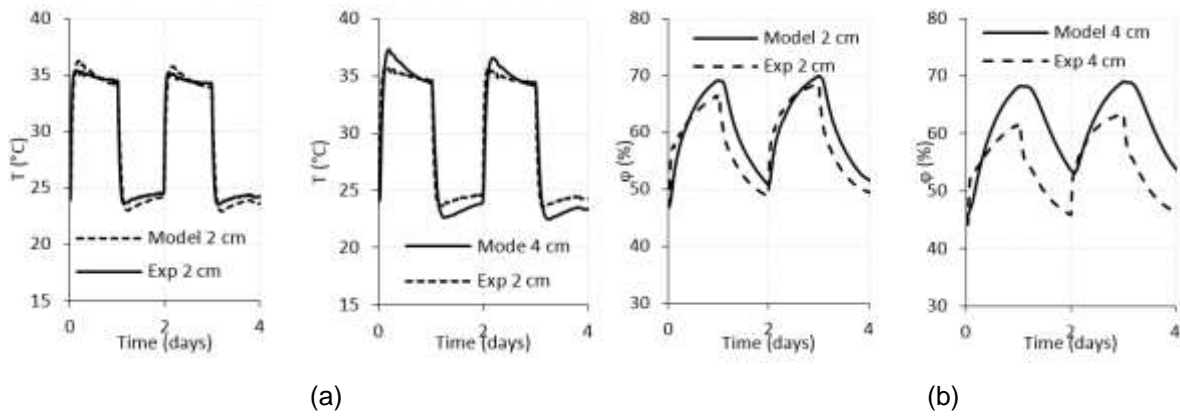 40
35
30
25
20
15
T (°C)
Model 2 cm
Exp 2 cm
0
2
4
Time (days)
40
35
30
25
20
15
T (°C)
Mode 4 cm
Exp 2 cm
0
2
4
Time (days)
(a)
80
70
60
50
40
30
φ (%)
Model 2 cm
Exp 2 cm
0
2
4
Time (days)
80
70
60
50
40
30
φ (%)
Model 4 cm
Exp 4 cm
0
2
4
Time (days)
(b)